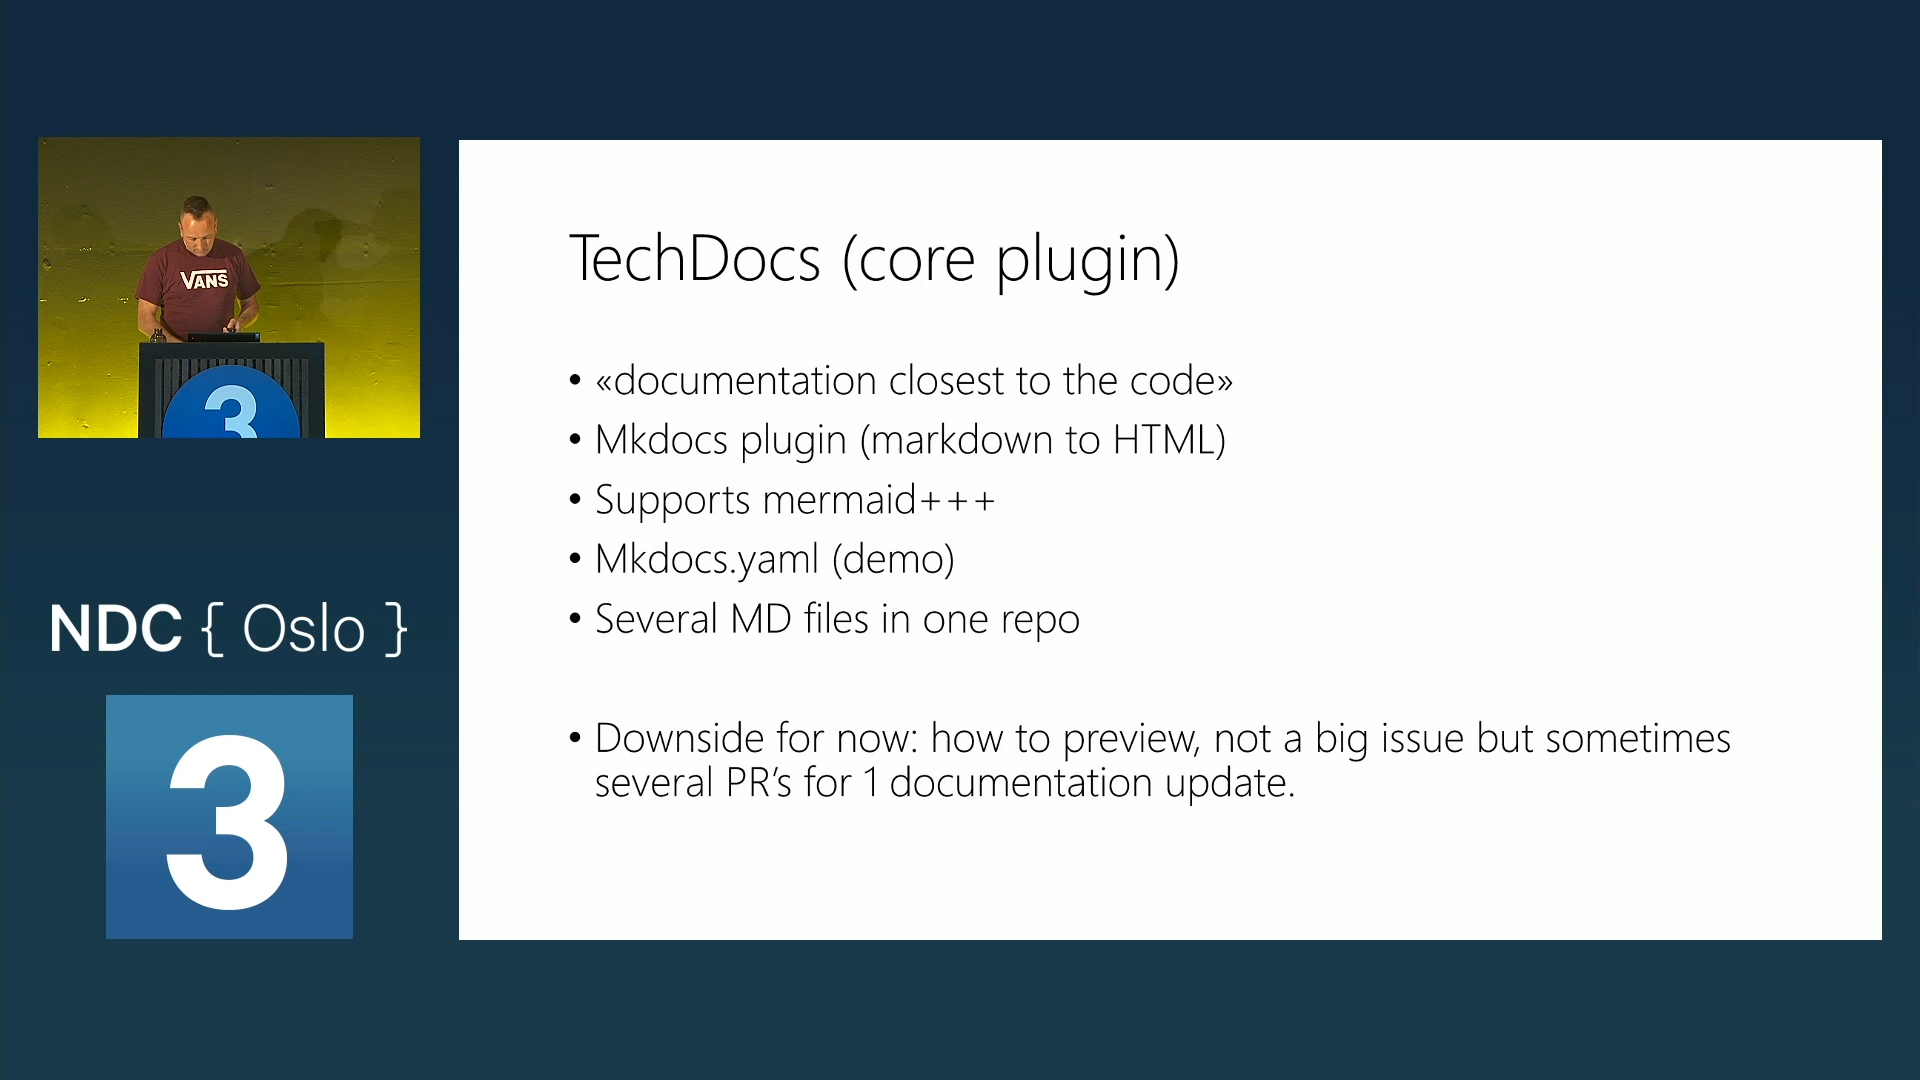 VANS
3
NDC { Oslo }
3
TechDocs (core plugin)
• «documentation closest to the code»
• Mkdocs plugin (markdown to HTML)
• Supports mermaid+++
• Mkdocs.yaml (demo)
• Several MD files in one repo
• Downside for now: how to preview, not a big issue but sometimes
several PR’s for 1 documentation update.